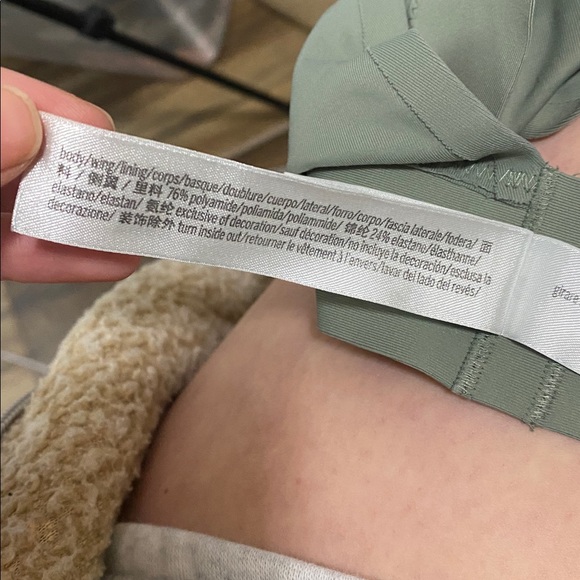 body/wing/lining/corps/basque/doublure/cuerpo/lateral/forro/corpo/fascia laterale/fodera/ 面
料 / 侧翼 / 里料 76% polyamide/poliamida/poliammide/ 锦纶 24% elastane/élasthanne/
elastano/elastan/ 氨纶 exclusive of decoration/sauf décoration/no incluye la decoración/esclusa la
decorazione/ 装饰除外 turn inside out/retourner le vêtement à l'envers/lavar del lado del revés/
girare